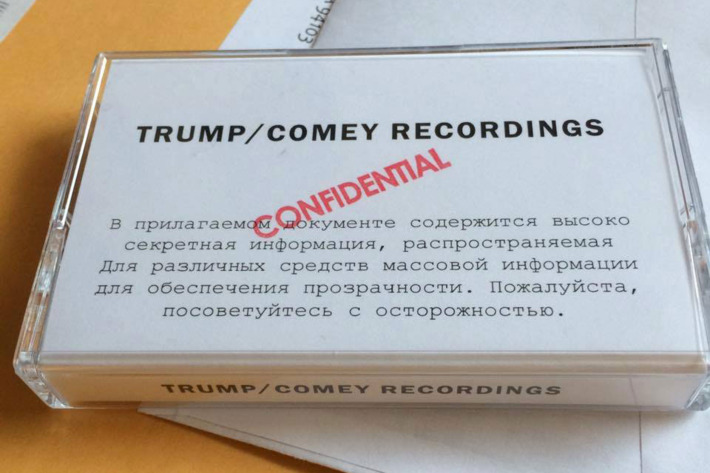 94103
TRUMP/COMEY RECORDINGS
CONFIDENTIAL
В прилагаемом документе содержится высоко
секретная информация, распространяемая
Для различных средств массовой информации
для обеспечения прозрачности. Пожалуйста,
посоветуйтесь с осторожностью.
TRUMP/COMEY RECORDINGS